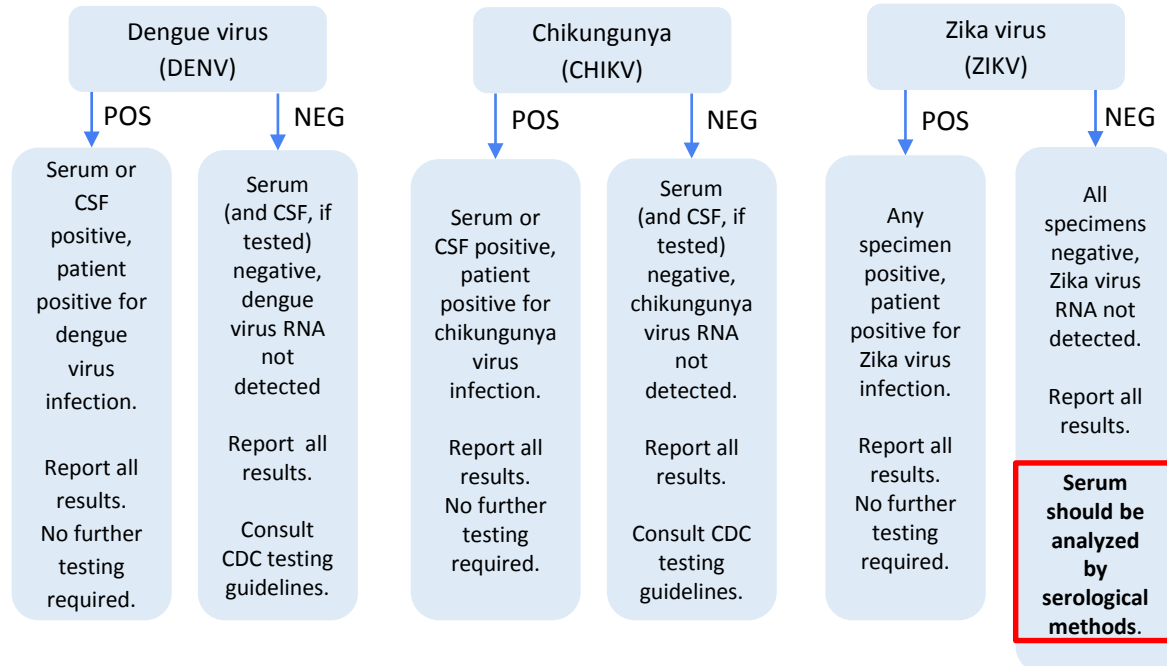 Dengue virus
(DENV)
POS
NEG
Serum or
CSF
positive,
patient
positive for
dengue
virus
infection.
Report all
results.
No further
testing
required.
Serum
(and CSF, if
tested)
negative,
dengue
virus RNA
not
detected
Report all
results.
Consult
CDC testing
guidelines.
Chikungunya
(CHIKV)
POS
NEG
Serum or
CSF positive,
patient
positive for
chikungunya
virus
infection.
Report all
results.
No further
testing
required.
Serum
(and CSF, if
tested)
negative,
chikungunya
virus RNA
not
detected.
Report all
results.
Consult CDC
testing
guidelines.
Zika virus
(ZIKV)
POS
NEG
Any
specimen
positive,
patient
positive for
Zika virus
infection.
Report all
results.
No further
testing
required.
All
specimens
negative,
Zika virus
RNA not
detected.
Report all
results.
Serum
should be
analyzed
by
serological
methods.